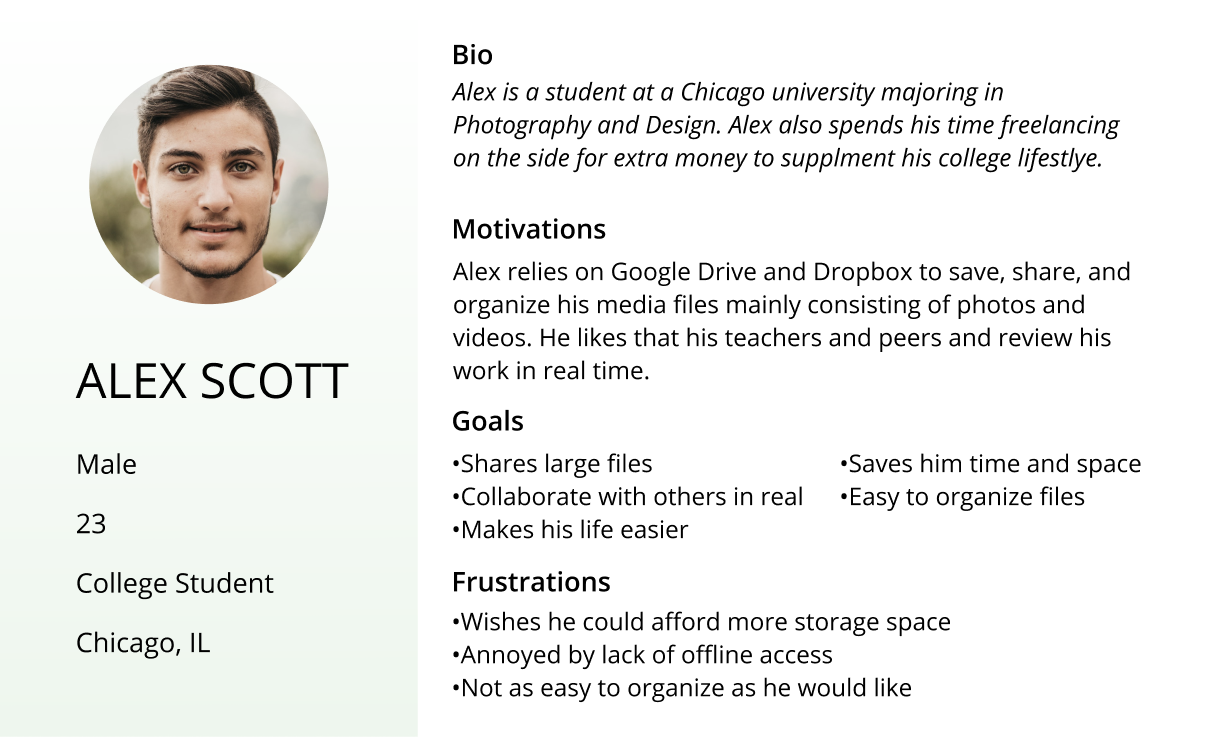 ALEX SCOTT
Male
23
College Student
Chicago, IL
Bio
Alex is a student at a Chicago university majoring in
Photography and Design. Alex also spends his time freelancing
on the side for extra money to supplment his college lifestlye.
Motivations
Alex relies on Google Drive and Dropbox to save, share, and
organize his media files mainly consisting of photos and
videos. He likes that his teachers and peers and review his
work in real time.
Goals
•Shares large files
•Collaborate with others in real
•Makes his life easier
•Saves him time and space
•Easy to organize files
Frustrations
•Wishes he could afford more storage space
•Annoyed by lack of offline access
•Not as easy to organize as he would like